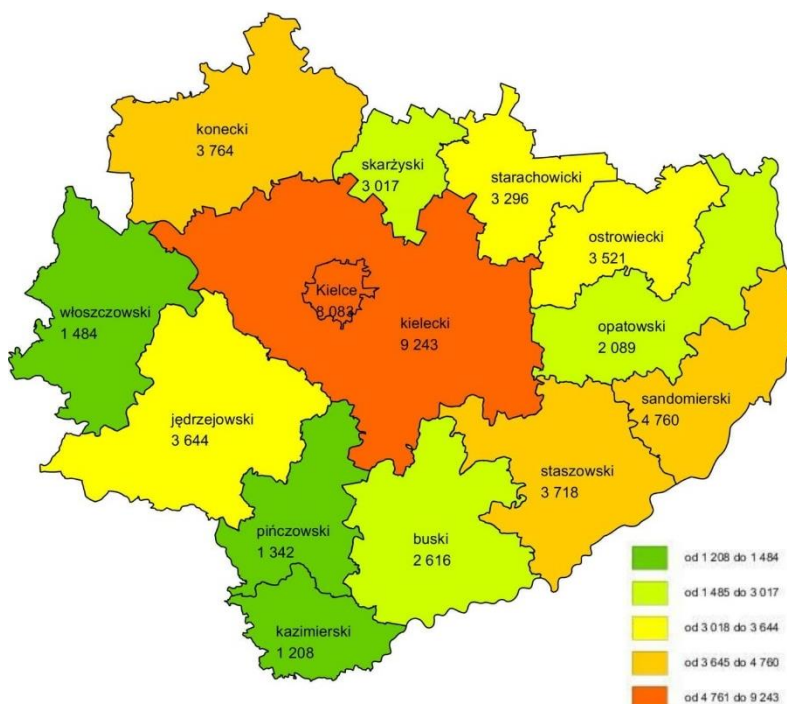 konecki
3 764
skarżyski
3 017
starachowicki
3 296
ostrowiecki
3 521
Kielce
8 083
kielecki
9 243
włoszczowski
1 484
opatowski
2 089
sandomierski
4 760
jędrzejowski
3 644
staszowski
3 718
pińczowski
1 342
buski
2 616
kazimierski
1 208
od 1 208 do 1 484
od 1 485 do 3 017
od 3 018 do 3 644
od 3 645 do 4 760
od 4 761 do 9 243